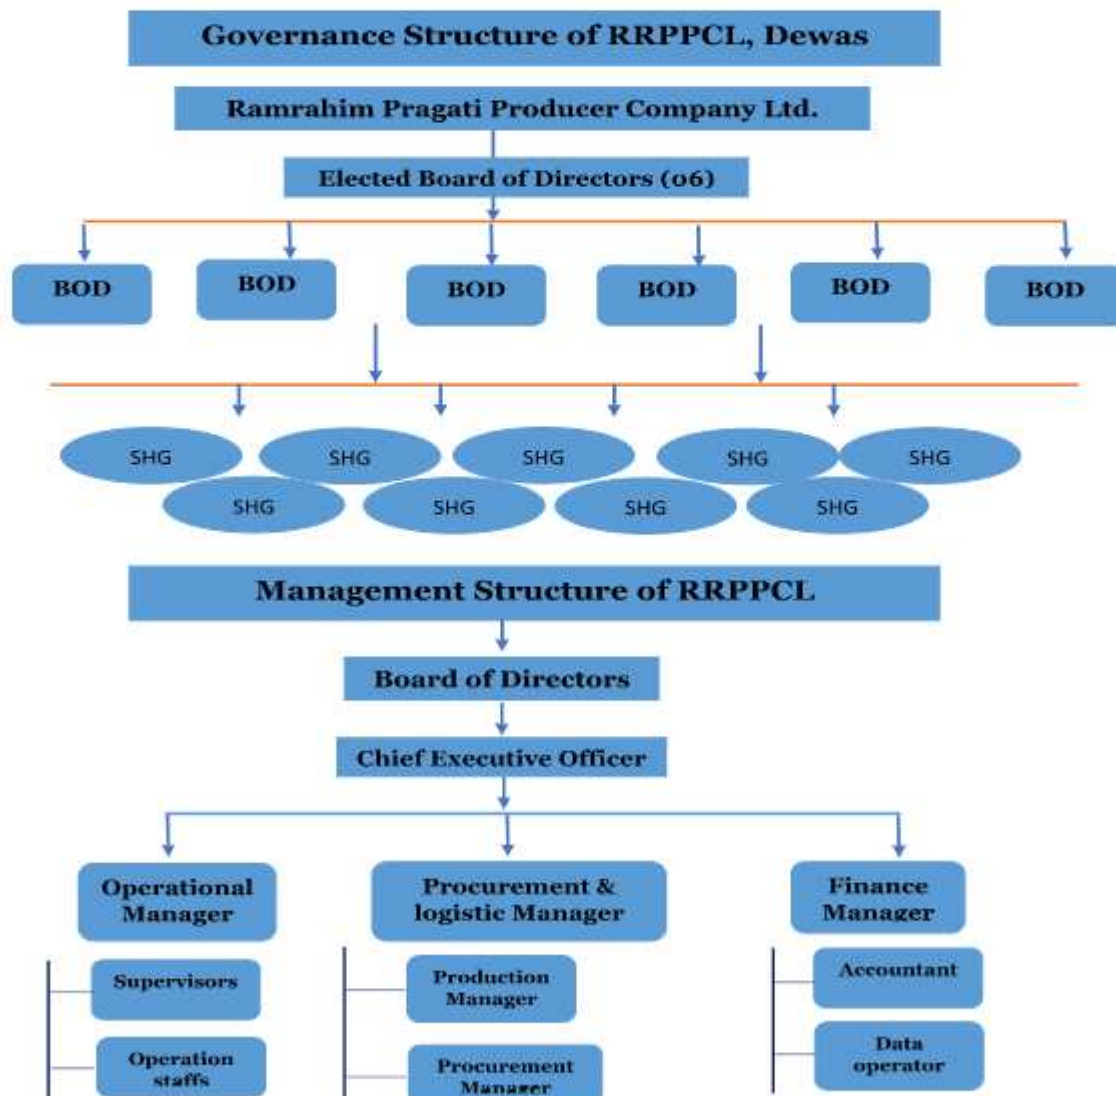 Governance Structure of RRPPCL, Dewas
Ramrahim Pragati Producer Company Ltd.
Elected Board of Directors (06)
BOD
BOD
BOD
BOD
BOD
BOD
SHG
SHG
SHG
SHG
SHG
SHG
SHG
SHG
SHG
Management Structure of RRPPCL
Board of Directors
Chief Executive Officer
Operational
Manager
Procurement &
logistic Manager
Finance
Manager
Supervisors
Production
Manager
Accountant
Operation
staffs
Procurement
Manager
Data
operator